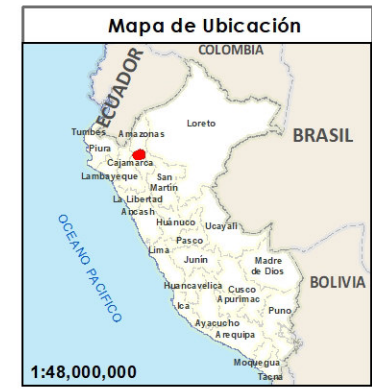 Mapa de Ubicación
COLOMBIA
ECUADOR
Loreto
Tumbes
Amazonas
BRASIL
Piura
Cajamarca
Lambayeque
San
Martin
La Libertad
Ancash
Huánuco
Ucayali
OCEANO PACIFICO
Pasco
Lima
Junín
Madre
de Dios
Huancavelica
Cusco
BOLIVIA
Apurimac
Ica
Puno
Ayacucho
Arequipa
Moquegua
1:48,000,000
Tacna